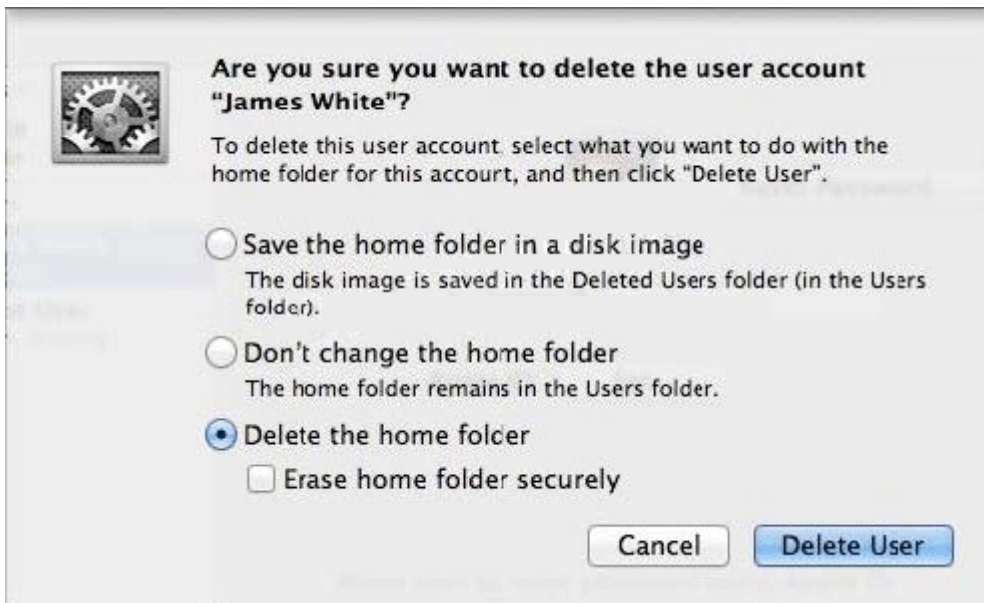 Are you sure you want to delete the user account
“James White”?
To delete this user account, select what you want to do with the
home folder for this accourt, and then click “Delete User”.
Save the home folder in a disk image
The disk image is saved in the Deleted Users folder (in the Users
folder).
Don't change the home folder
The home folder remains in the Users folder.
Delete the home folder
Erase home folder securely
Cancel
Delete User